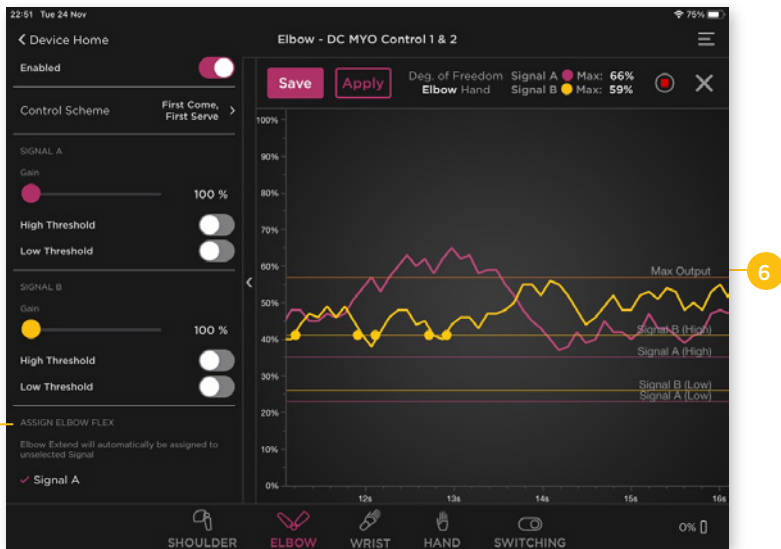 22:51 Tue 24 Nov
75%
Device Home
Elbow - DC MYO Control 1 & 2
Enabled
Control Scheme
First Come,
First Serve
SIGNAL A
Gain
100 %
High Threshold
Low Threshold
SIGNAL B
Gain
100 %
High Threshold
Low Threshold
ASSIGN ELBOW FLEX
Elbow Extend will automatically be assigned to
unselected Signal
Signal A
Save
Apply
Deg. of Freedom
Elbow Hand
Signal A Max: 66%
Signal B Max: 59%
100%
90%
80%
70%
60%
50%
40%
30%
20%
10%
0%
Max Output
Signal B (High)
Signal A (High)
Signal B (Low)
Signal A (Low)
12s
13s
14s
15s
16s
6
SHOULDER
ELBOW
WRIST
HAND
SWITCHING
0%